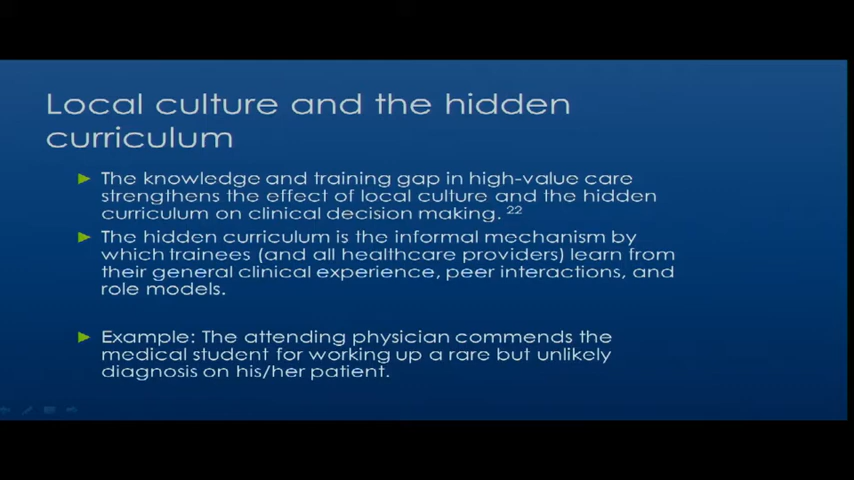 Local culture and the hidden
curriculum
The knowledge and training gap in high-value care
strengthens the effect of local culture and the hidden
curriculum on clinical decision making. 22
The hidden curriculum is the informal mechanism by
which trainees (and all healthcare providers) learn from
their general clinical experience, peer interactions, and
role models.
Example: The attending physician commends the
medical student for working up a rare but unlikely
diagnosis on his/her patient.